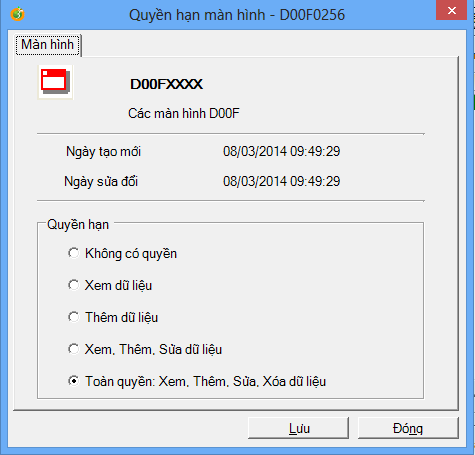 Quyền hạn màn hình - D00F0256
Màn hình
D00FXXXX
Các màn hình D00F
Ngày tạo mới 08/03/2014 09:49:29
Ngày sửa đổi 08/03/2014 09:49:29
Quyền hạn
Không có quyền
Xem dữ liệu
Thêm dữ liệu
Xem, Thêm, Sửa dữ liệu
Toàn quyền: Xem, Thêm, Sửa, Xóa dữ liệu
Lưu Đóng